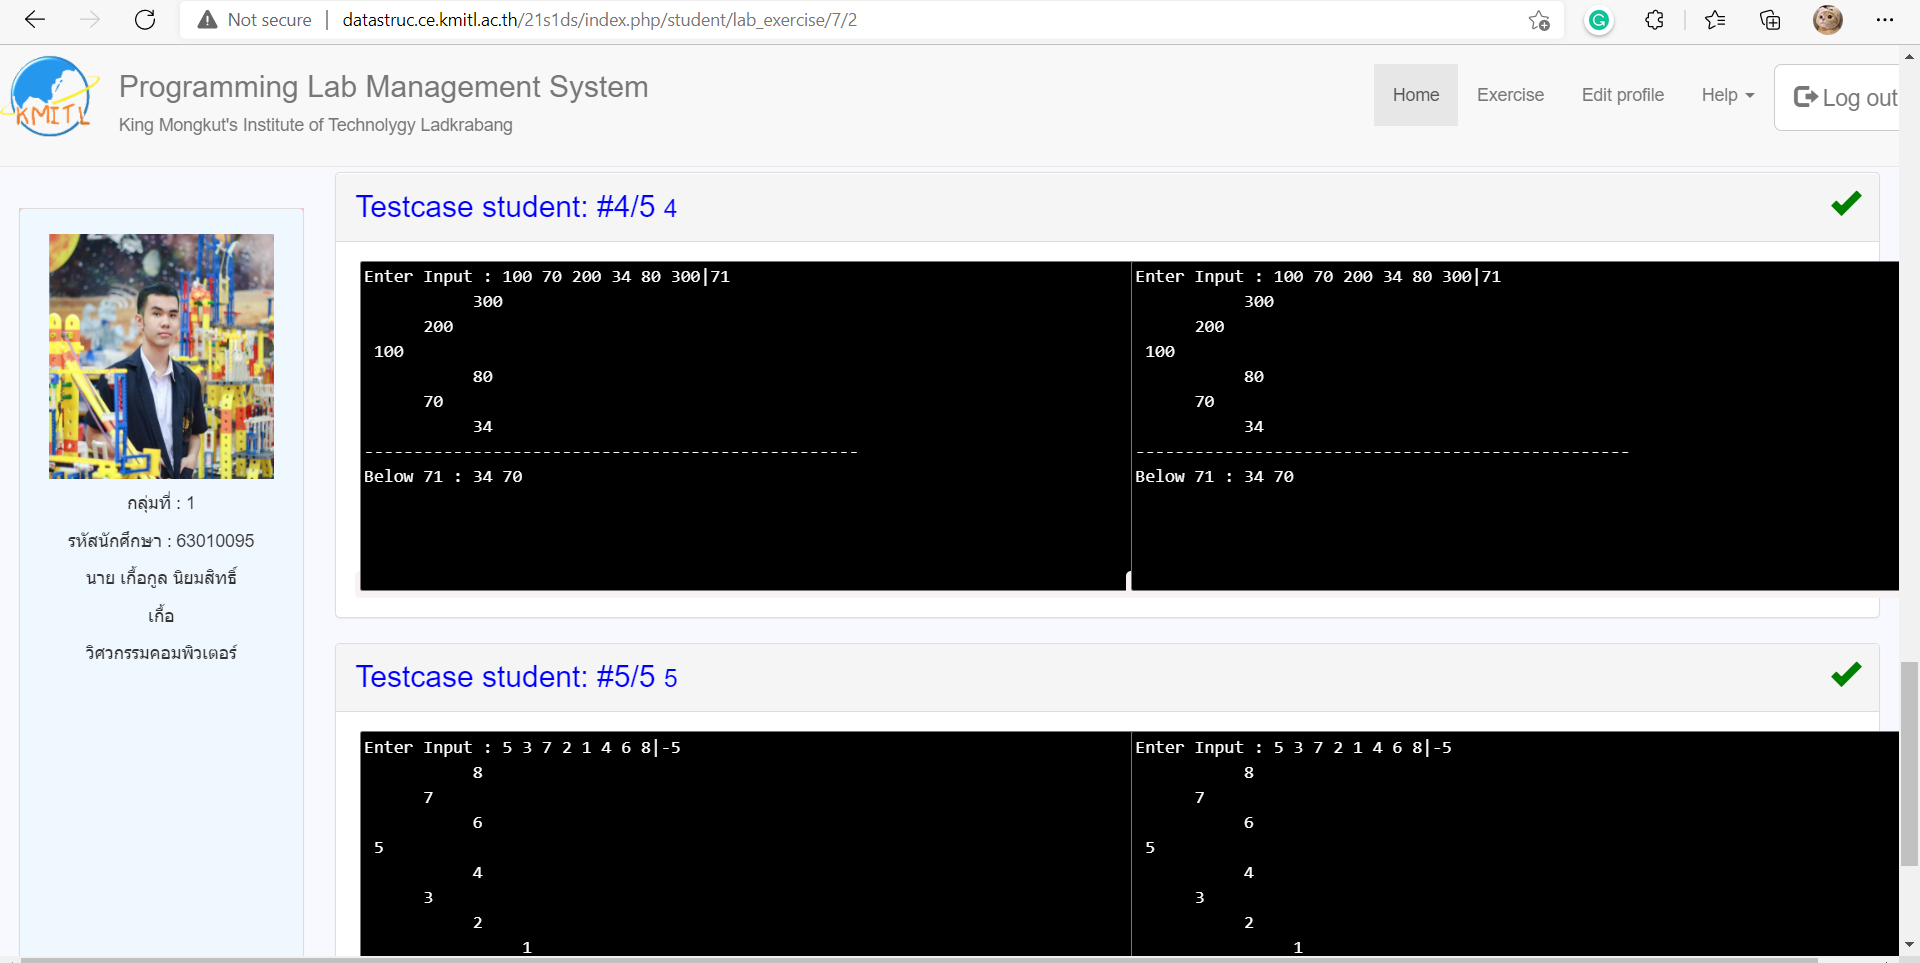 Not secure | datastruc.ce.kmitl.ac.th/21s1ds/index.php/student/lab_exercise/7/2
KMITL
Programming Lab Management System
King Mongkut's Institute of Technolygy Ladkrabang
Home Exercise Edit profile Help Log out
กลุ่มที่ : 1
รหัสนักศึกษา : 63010095
นาย เกื้อกูล นิยมสิทธิ์
เกื้อ
วิศวกรรมคอมพิวเตอร์
Testcase student: #4/5 4
Enter Input : 100 70 200 34 80 300|71
300
200
100
80
70
34
--------------------------------------------------
Below 71 : 34 70
Enter Input : 100 70 200 34 80 300|71
300
200
100
80
70
34
--------------------------------------------------
Below 71 : 34 70
Testcase student: #5/5 5
Enter Input : 5 3 7 2 1 4 6 8|-5
8
7
6
5
4
3
2
1
Enter Input : 5 3 7 2 1 4 6 8|-5
8
7
6
5
4
3
2
1